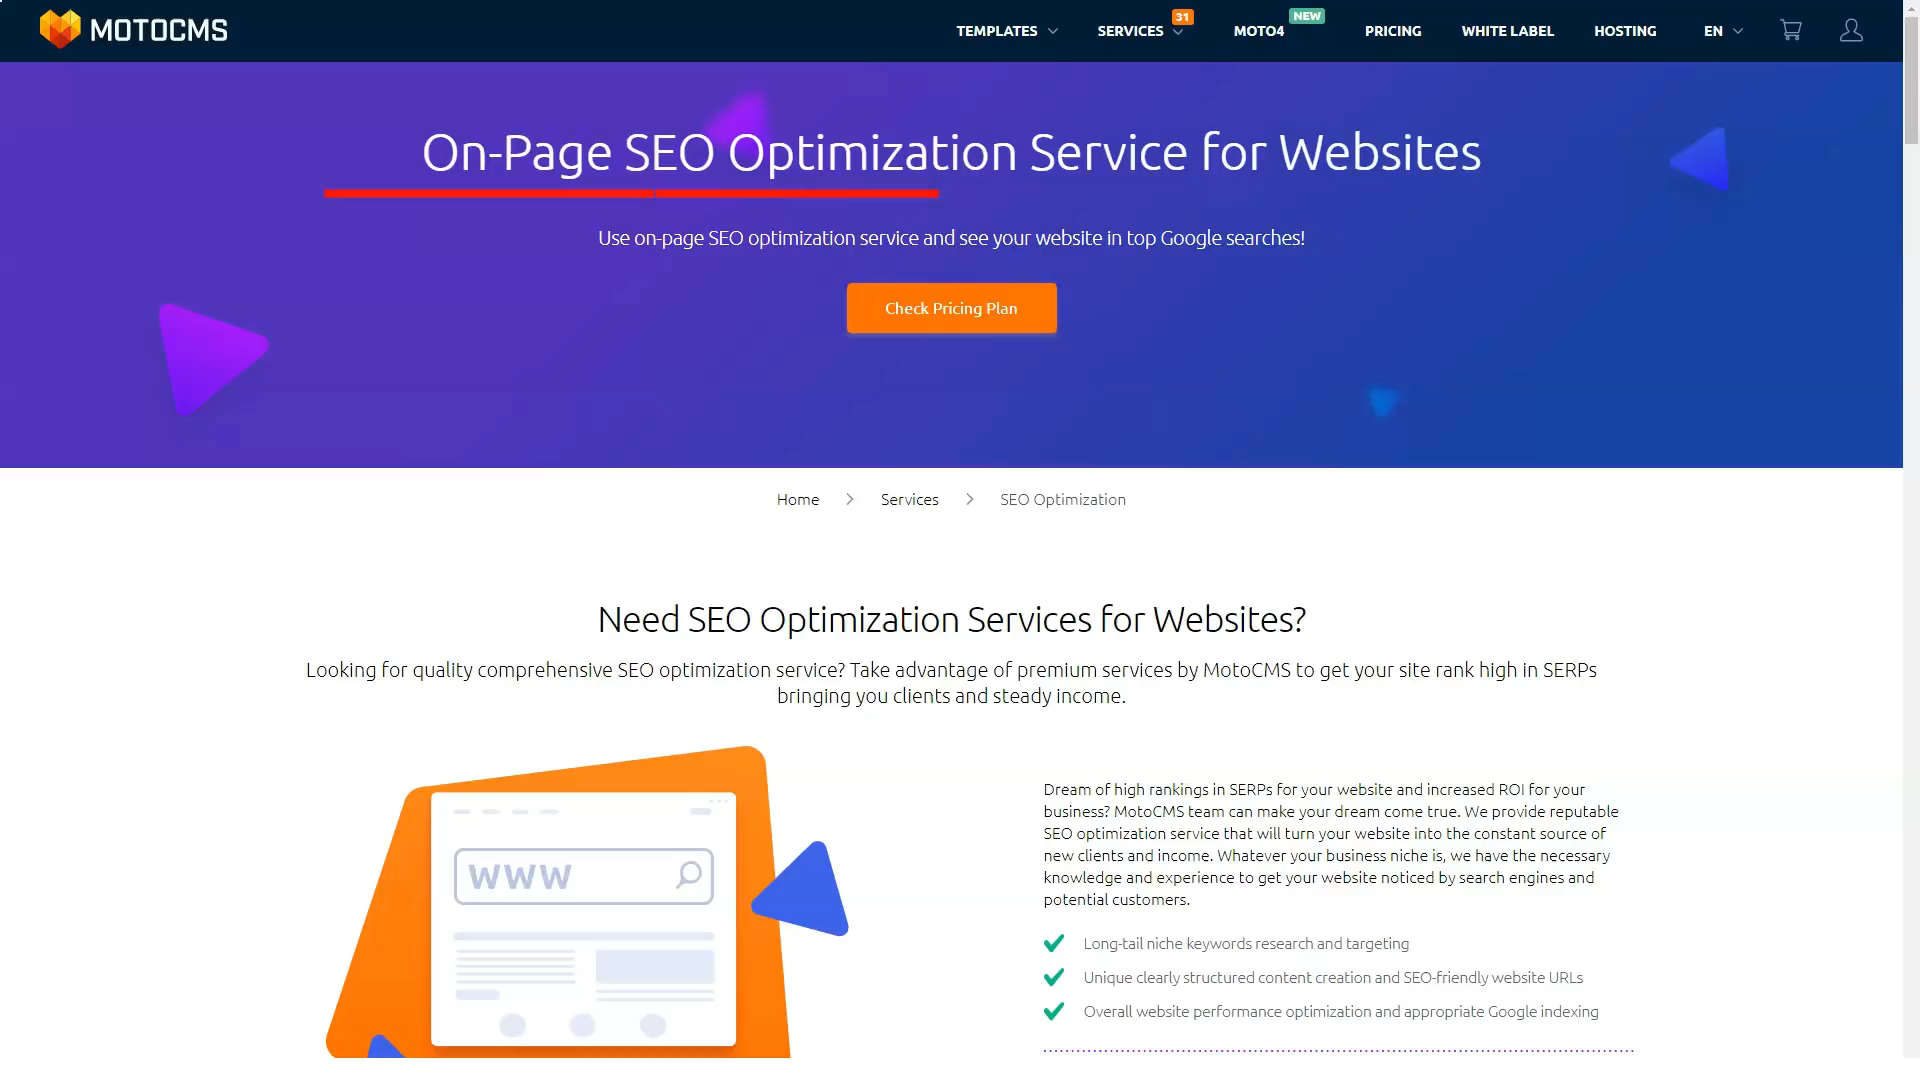 MOTOCMS
TEMPLATES
SERVICES
31
MOTO4
NEW
PRICING
WHITE LABEL
HOSTING
EN
On-Page SEO Optimization Service for Websites
Use on-page SEO optimization service and see your website in top Google searches!
Check Pricing Plan
Home
Services
SEO Optimization
Need SEO Optimization Services for Websites?
Looking for quality comprehensive SEO optimization service? Take advantage of premium services by MotoCMS to get your site rank high in SERPs
bringing you clients and steady income.
WWW
Dream of high rankings in SERPs for your website and increased ROI for your
business? MotoCMS team can make your dream come true. We provide reputable
SEO optimization service that will turn your website into the constant source of
new clients and income. Whatever your business niche is, we have the necessary
knowledge and experience to get your website noticed by search engines and
potential customers.
Long-tail niche keywords research and targeting
Unique clearly structured content creation and SEO-friendly website URLs
Overall website performance optimization and appropriate Google indexing